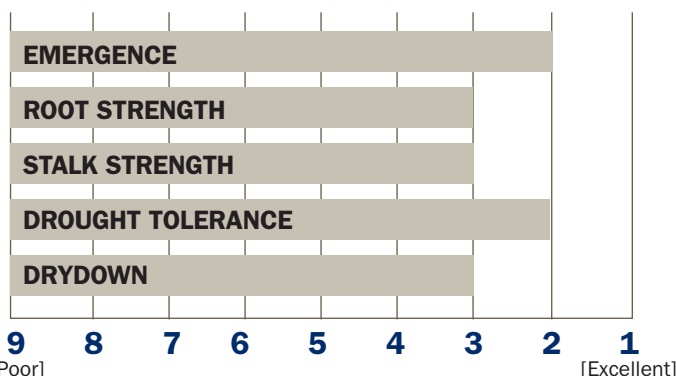 EMERGENCE
ROOT STRENGTH
STALK STRENGTH
DROUGHT TOLERANCE
DRYDOWN
9 8 7 6 5 4 3 2 1
Poor] [Excellent]